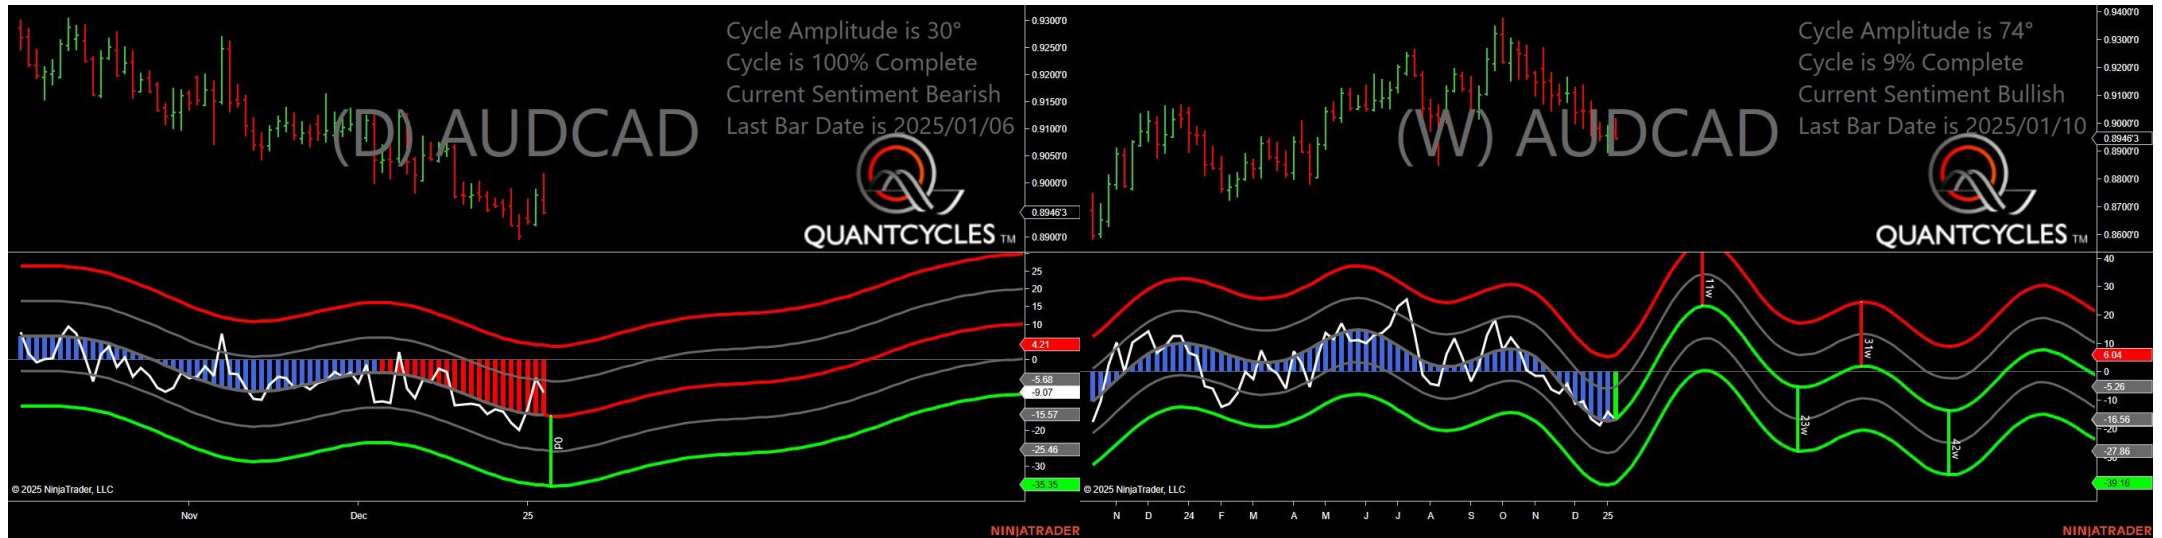 Cycle Amplitude is 30°
Cycle is 100% Complete
Current Sentiment Bearish
Last Bar Date is 2025/01/06
(D) AUDCAD
QUANTCYCLES TM
0.9300'0
0.9250'0
0.9200'0
0.9150'0
0.9100'0
0.9050'0
0.9000'0
0.8946'3
0.8900'0
25
20
15
10
4.21
0
-5.68
-9.07
-15.57
-20
-25.46
-30
-35.35
0d
© 2025 NinjaTrader, LLC
Nov
Dec
25
NINJATRADER
Cycle Amplitude is 74°
Cycle is 9% Complete
Current Sentiment Bullish
Last Bar Date is 2025/01/10
(W) AUDCAD
QUANTCYCLES TM
0.9400'0
0.9300'0
0.9200'0
0.9100'0
0.9000'0
0.8946'3
0.8900'0
0.8800'0
0.8700'0
0.8600'0
40
30
20
10
6.04
0
-5.26
-10
-16.56
-20
-27.86
-39.16
11w
23w
31w
42w
© 2025 NinjaTrader, LLC
N D 24 F M A M J J A S O N D 25
NINJATRADER